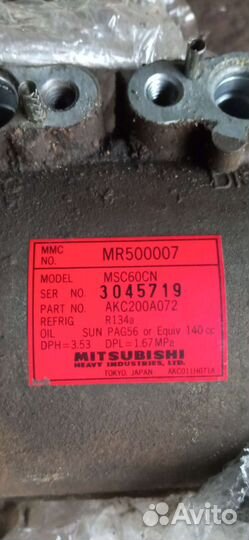 MMC NO. MR500007
MODEL MSC60CN
SER NO. 3045719
PART NO. AKC200A072
REFRIG R134a
OIL SUN PAG56 or Equiv 140 cc
DPH=3.53 DPL=1.67MPa
MITSUBISHI
HEAVY INDUSTRIES, LTD.
TOKYO, JAPAN AKC011H071A
Avito